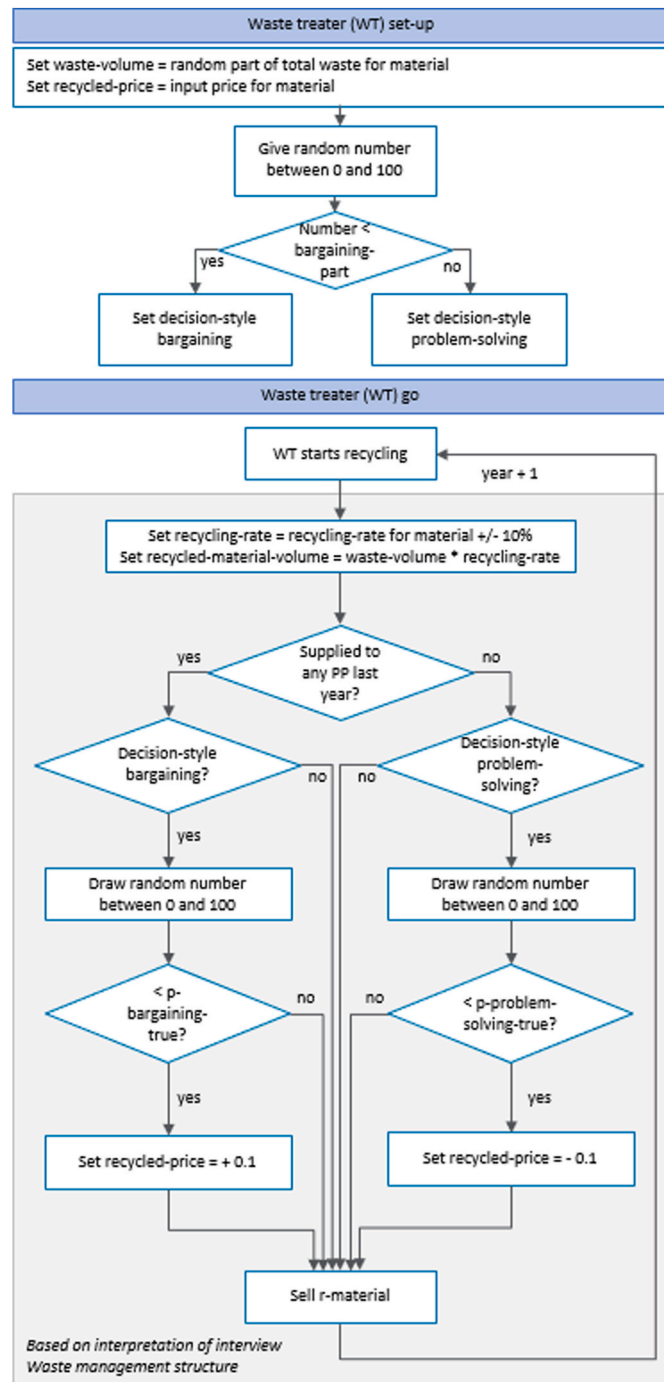 Waste treater (WT) set-up
Set waste-volume = random part of total waste for material
Set recycled-price = input price for material
Give random number
between 0 and 100
Number <
bargaining-
part
yes
no
Set decision-style
bargaining
Set decision-style
problem-solving
Waste treater (WT) go
WT starts recycling
year + 1
Set recycling-rate = recycling-rate for material +/- 10%
Set recycled-material-volume = waste-volume * recycling-rate
Supplied to
any PP last
year?
yes
no
Decision-style
bargaining?
no
yes
Decision-style
problem-
solving?
no
yes
Draw random number
between 0 and 100
Draw random number
between 0 and 100
< p-
bargaining-
true?
no
yes
< p-problem-
solving-true?
no
yes
Set recycled-price = + 0.1
Set recycled-price = - 0.1
Sell r-material
Based on interpretation of interview
Waste management structure